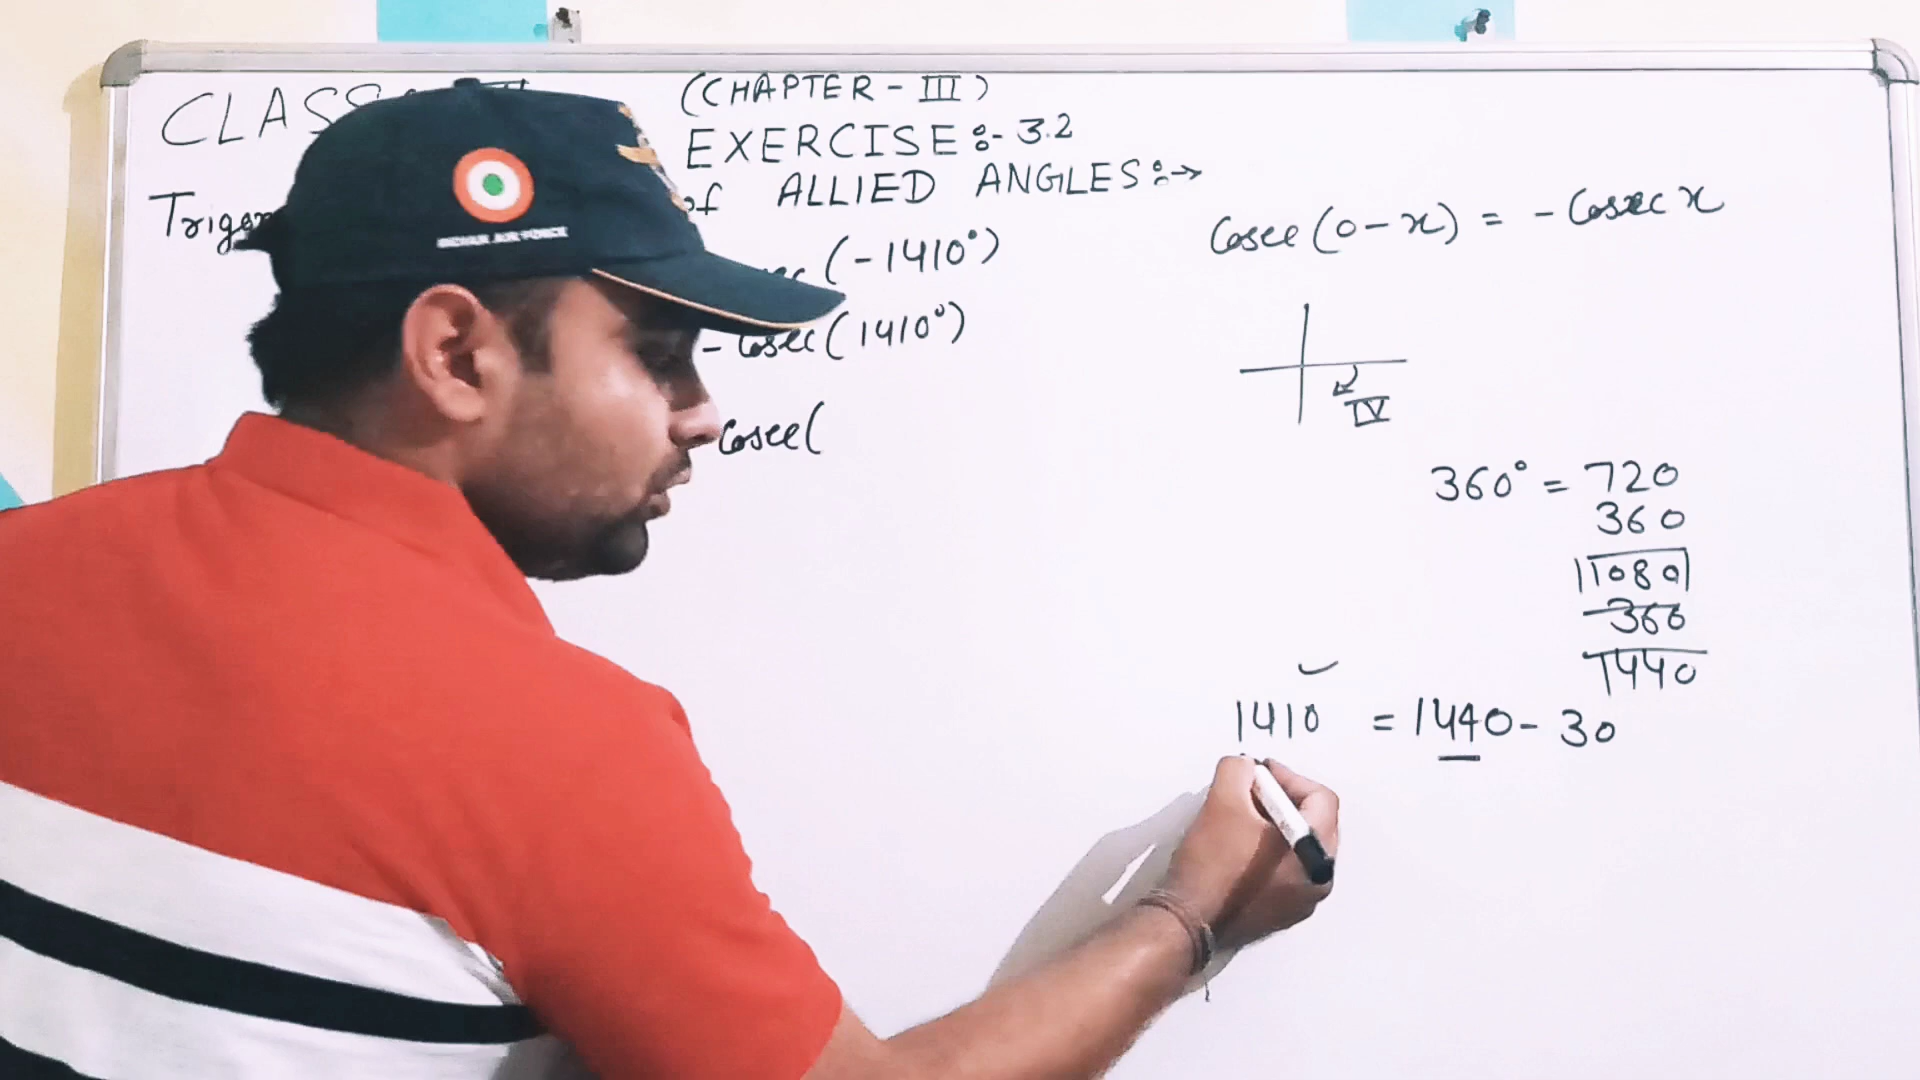 CLASS
(CHAPTER - III)
EXERCISE:- 3.2
of ALLIED ANGLES:→
INDIAN AIR FORCE
(-1410°)
- Cosec (1410°)
Cosec (
Cosec (0 - x) = - Cosec x
IV
360° = 720
360
1080
360
1440
1410 = 1440 - 30